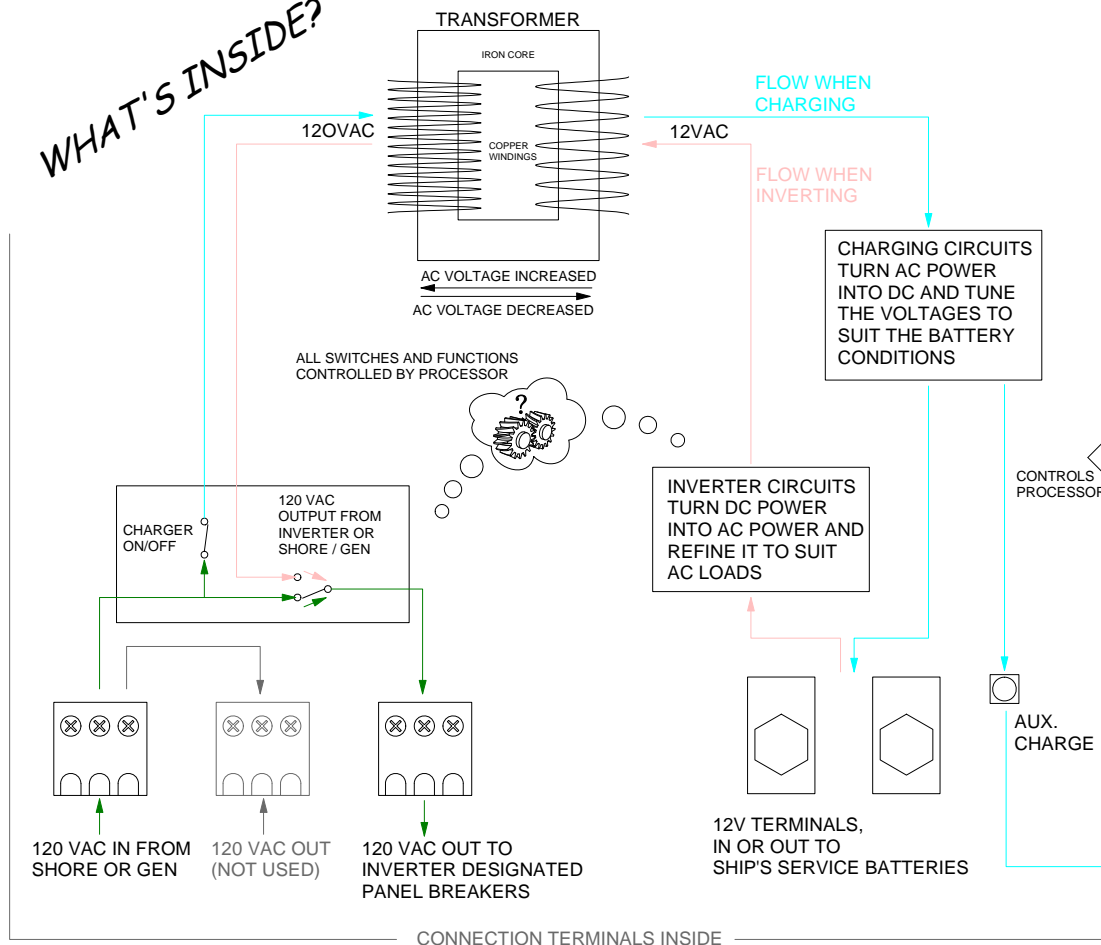 WHAT'S INSIDE?
TRANSFORMER
IRON CORE
COPPER
WINDINGS
12OVAC
12VAC
FLOW WHEN
CHARGING
FLOW WHEN
INVERTING
AC VOLTAGE INCREASED
AC VOLTAGE DECREASED
CHARGING CIRCUITS
TURN AC POWER
INTO DC AND TUNE
THE VOLTAGES TO
SUIT THE BATTERY
CONDITIONS
ALL SWITCHES AND FUNCTIONS
CONTROLLED BY PROCESSOR
?
INVERTER CIRCUITS
TURN DC POWER
INTO AC POWER AND
REFINE IT TO SUIT
AC LOADS
CONTROLS
PROCESSOR
CHARGER
ON/OFF
120 VAC
OUTPUT FROM
INVERTER OR
SHORE / GEN
AUX.
CHARGE
120 VAC IN FROM
SHORE OR GEN
120 VAC OUT
(NOT USED)
120 VAC OUT TO
INVERTER DESIGNATED
PANEL BREAKERS
12V TERMINALS,
IN OR OUT TO
SHIP'S SERVICE BATTERIES
CONNECTION TERMINALS INSIDE